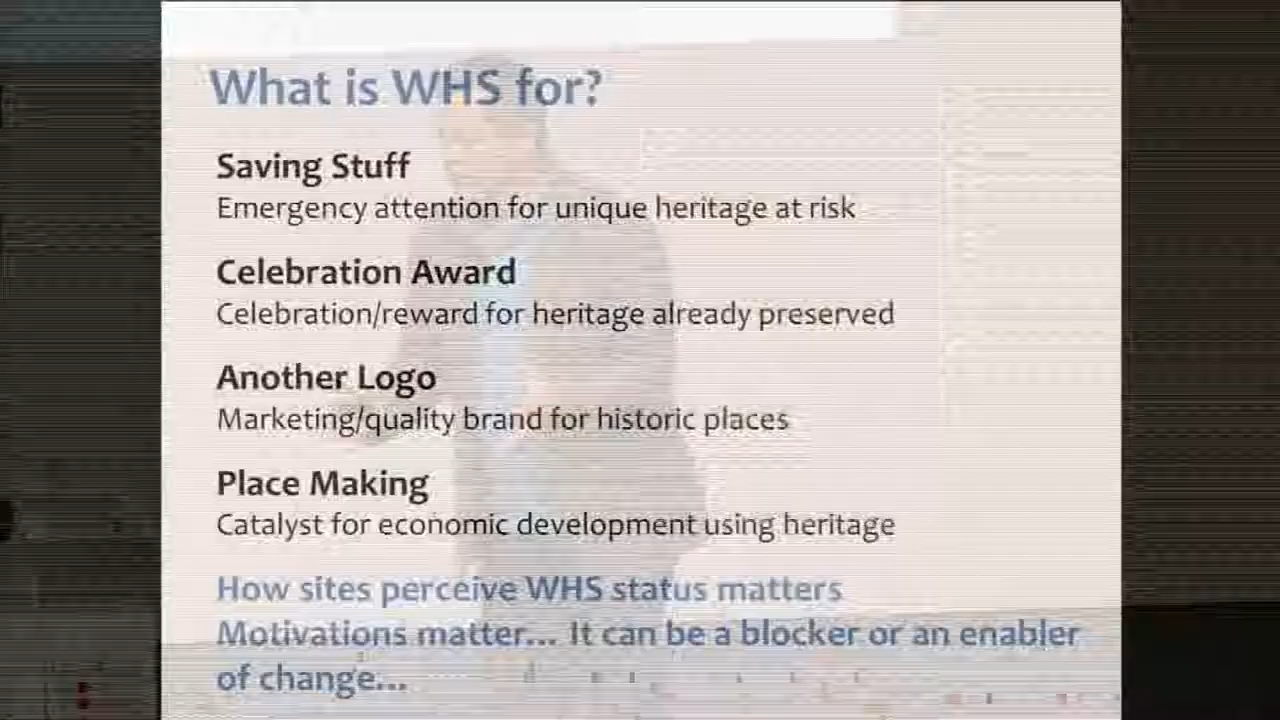 What is WHS for?
Saving Stuff
Emergency attention for unique heritage at risk
Celebration Award
Celebration/reward for heritage already preserved
Another Logo
Marketing/quality brand for historic places
Place Making
Catalyst for economic development using heritage
How sites perceive WHS status matters
Motivations matter... It can be a blocker or an enabler
of change...